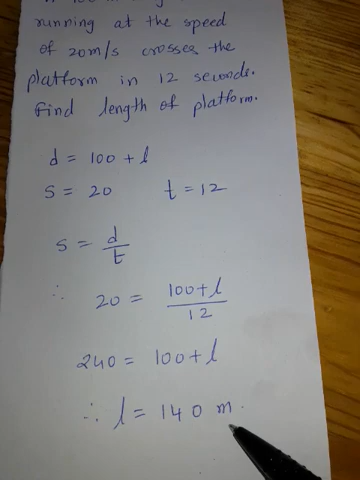 running at the speed
of 20m/s crosses the
platform in 12 seconds.
Find length of platform.
d = 100 + l
S = 20 t = 12
S = d/t
∴ 20 = 100+l/12
240 = 100+l
∴ l = 140 m.